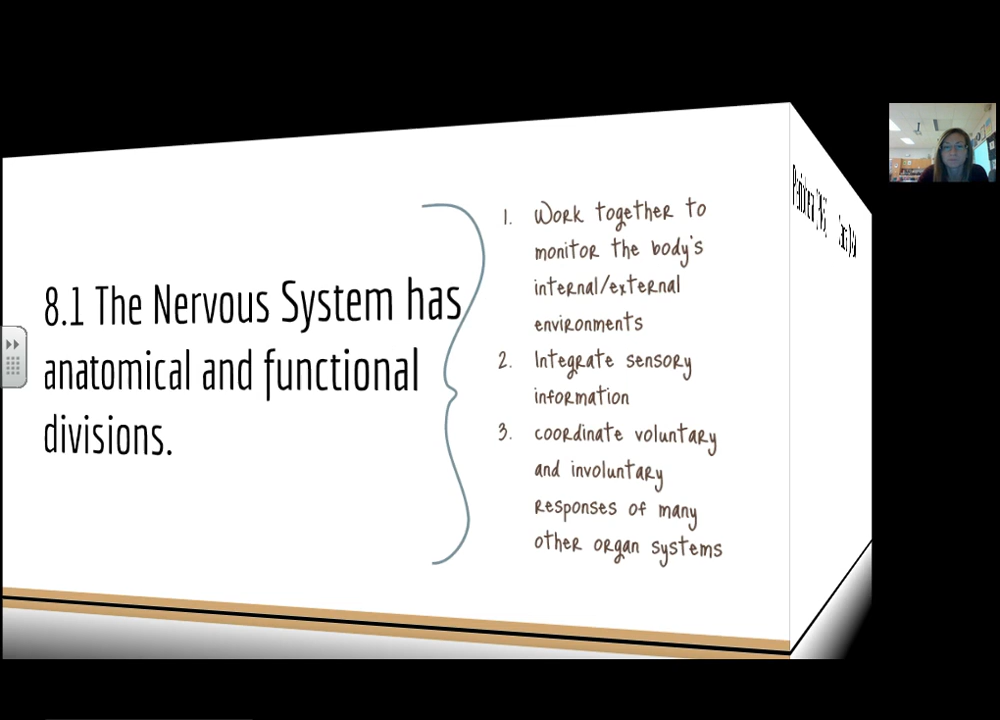 8.1 The Nervous System has
anatomical and functional
divisions.
1. Work together to
monitor the body's
internal/external
environments
2. Integrate sensory
information
3. coordinate voluntary
and involuntary
responses of many
other organ systems